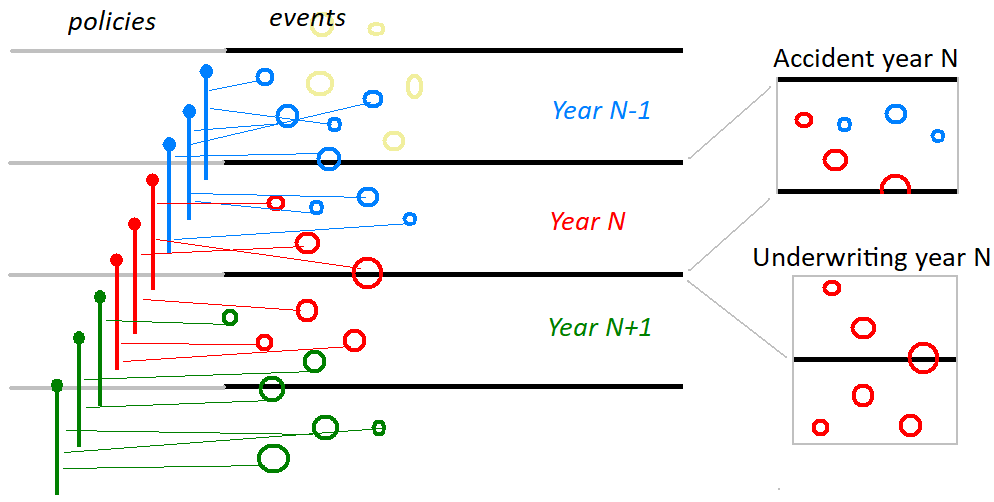 policies
events
Accident year N
Year N-1
Year N
Underwriting year N
Year N+1